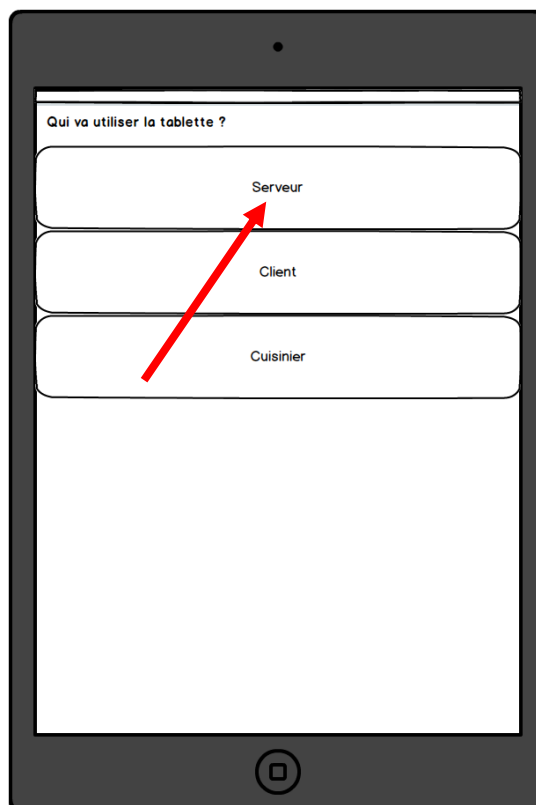 Qui va utiliser la tablette ?
Serveur
Client
Cuisinier